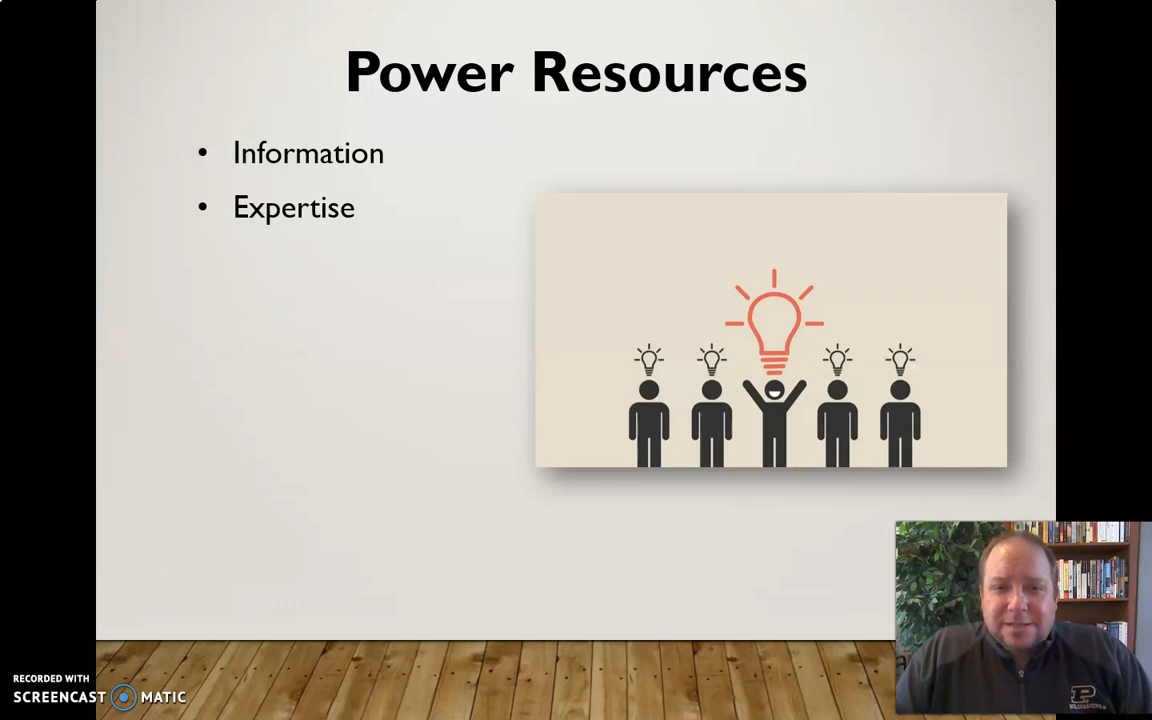 Power Resources
• Information
• Expertise
RECORDED WITH
SCREENCAST MATIC
P